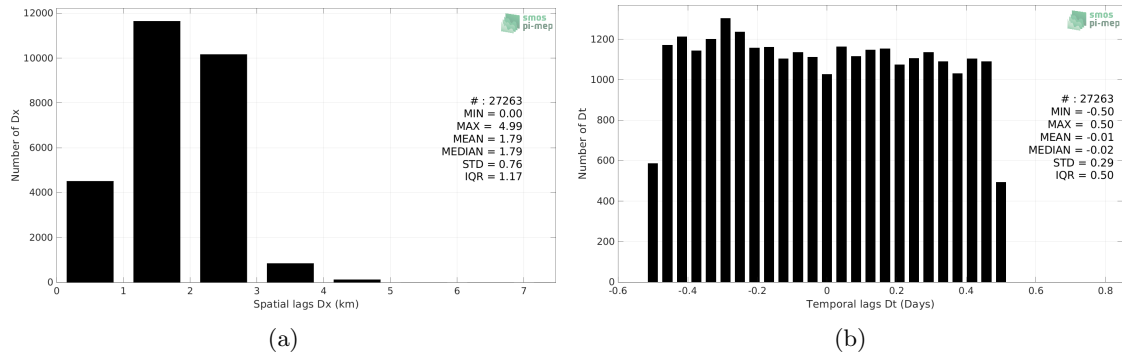 12000
10000
8000
6000
4000
2000
0
Number of Dx
smos
pi-mep
# : 27263
MIN = 0.00
MAX = 4.99
MEAN = 1.79
MEDIAN = 1.79
STD = 0.76
IQR = 1.17
0 1 2 3 4 5 6 7
Spatial lags Dx (km)
(a)
1200
1000
800
600
400
200
0
Number of Dt
smos
pi-mep
# : 27263
MIN = -0.50
MAX = 0.50
MEAN = -0.01
MEDIAN = -0.02
STD = 0.29
IQR = 0.50
-0.6 -0.4 -0.2 0 0.2 0.4 0.6 0.8
Temporal lags Dt (Days)
(b)